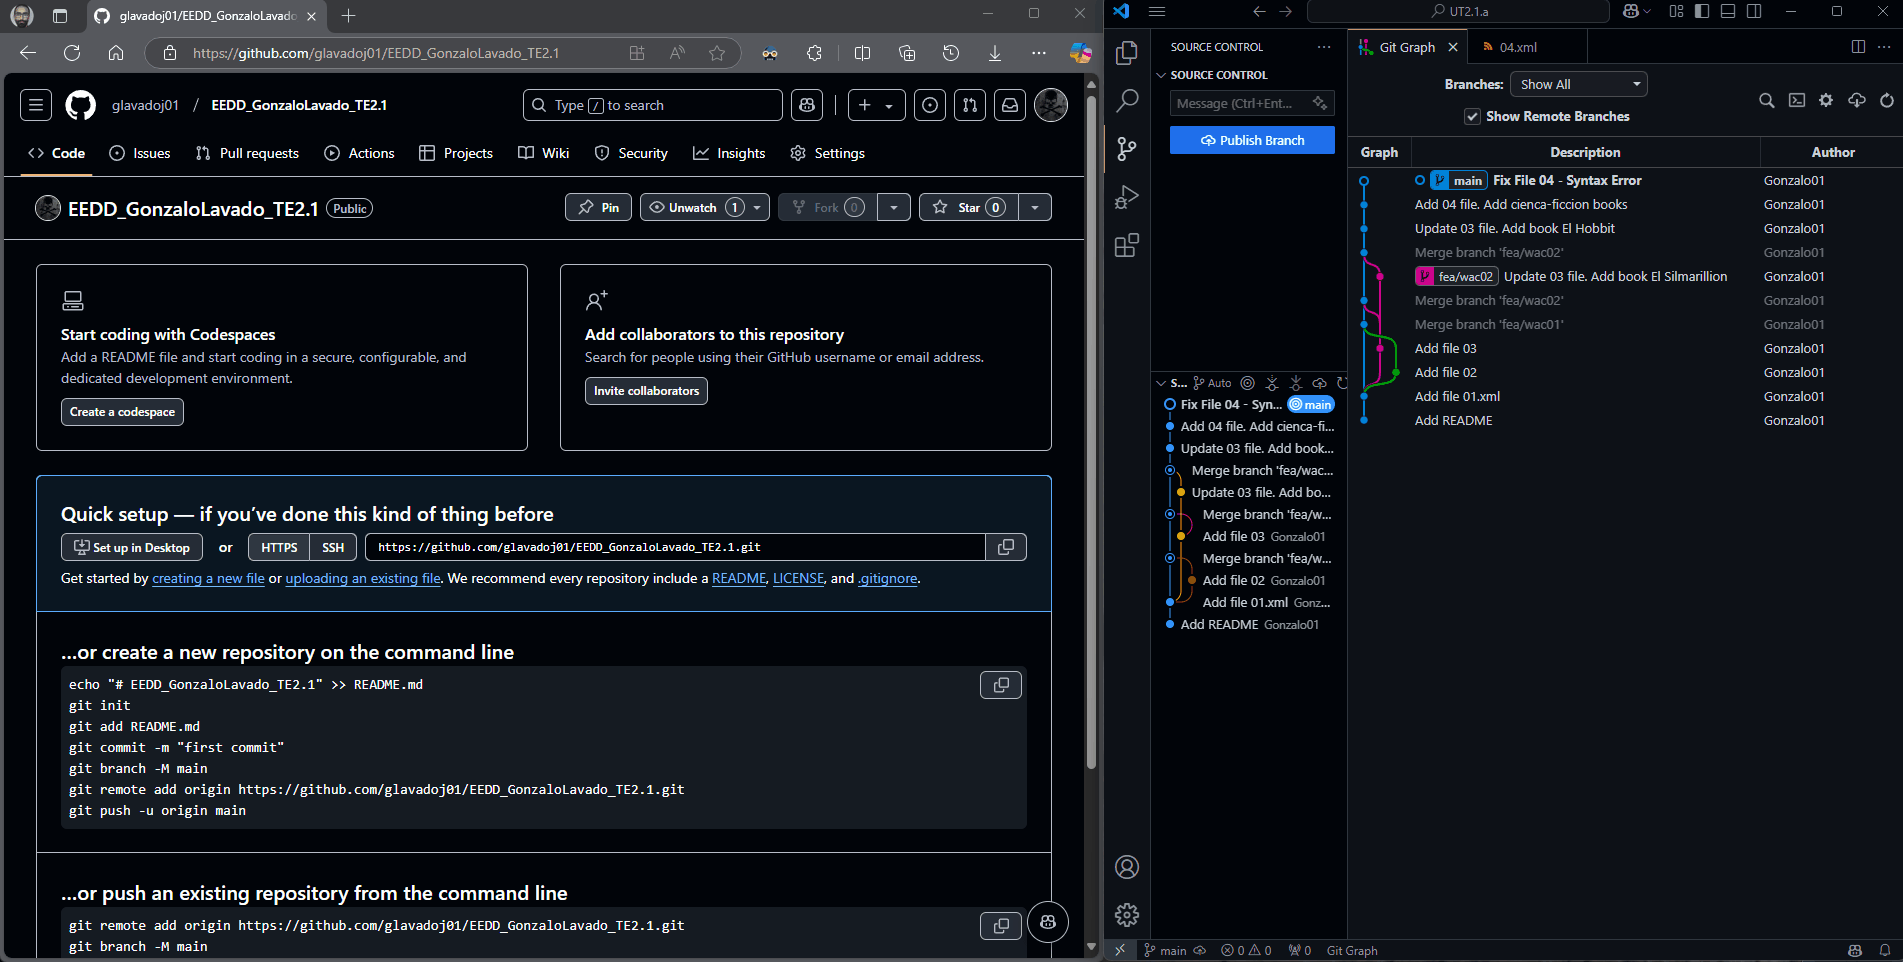 glavadoj01/EEDD_GonzaloLavado
https://github.com/glavadoj01/EEDD_GonzaloLavado_TE2.1
glavadoj01 / EEDD_GonzaloLavado_TE2.1
Type / to search
Code
Issues
Pull requests
Actions
Projects
Wiki
Security
Insights
Settings
EEDD_GonzaloLavado_TE2.1 Public
Pin
Unwatch 1
Fork 0
Star 0
Start coding with Codespaces
Add a README file and start coding in a secure, configurable, and
dedicated development environment.
Create a codespace
Add collaborators to this repository
Search for people using their GitHub username or email address.
Invite collaborators
Quick setup — if you’ve done this kind of thing before
Set up in Desktop or HTTPS SSH https://github.com/glavadoj01/EEDD_GonzaloLavado_TE2.1.git
Get started by creating a new file or uploading an existing file. We recommend every repository include a README, LICENSE, and .gitignore.
...or create a new repository on the command line
echo "# EEDD_GonzaloLavado_TE2.1" >> README.md
git init
git add README.md
git commit -m "first commit"
git branch -M main
git remote add origin https://github.com/glavadoj01/EEDD_GonzaloLavado_TE2.1.git
git push -u origin main
...or push an existing repository from the command line
git remote add origin https://github.com/glavadoj01/EEDD_GonzaloLavado_TE2.1.git
git branch -M main
UT2.1.a
SOURCE CONTROL
SOURCE CONTROL
Message (Ctrl+Ent...
Publish Branch
S... Auto
Fix File 04 - Syn... main
Add 04 file. Add cienca-fi...
Update 03 file. Add book...
Merge branch 'fea/wac...
Update 03 file. Add bo...
Merge branch 'fea/w...
Add file 03 Gonzalo01
Merge branch 'fea/w...
Add file 02 Gonzalo01
Add file 01.xml Gonz...
Add README Gonzalo01
Git Graph
04.xml
Branches: Show All
Show Remote Branches
Graph Description Author
main Fix File 04 - Syntax Error Gonzalo01
Add 04 file. Add cienca-ficcion books Gonzalo01
Update 03 file. Add book El Hobbit Gonzalo01
Merge branch 'fea/wac02' Gonzalo01
fea/wac02 Update 03 file. Add book El Silmarillion Gonzalo01
Merge branch 'fea/wac02' Gonzalo01
Merge branch 'fea/wac01' Gonzalo01
Add file 03 Gonzalo01
Add file 02 Gonzalo01
Add file 01.xml Gonzalo01
Add README Gonzalo01
main 0 0 0 Git Graph